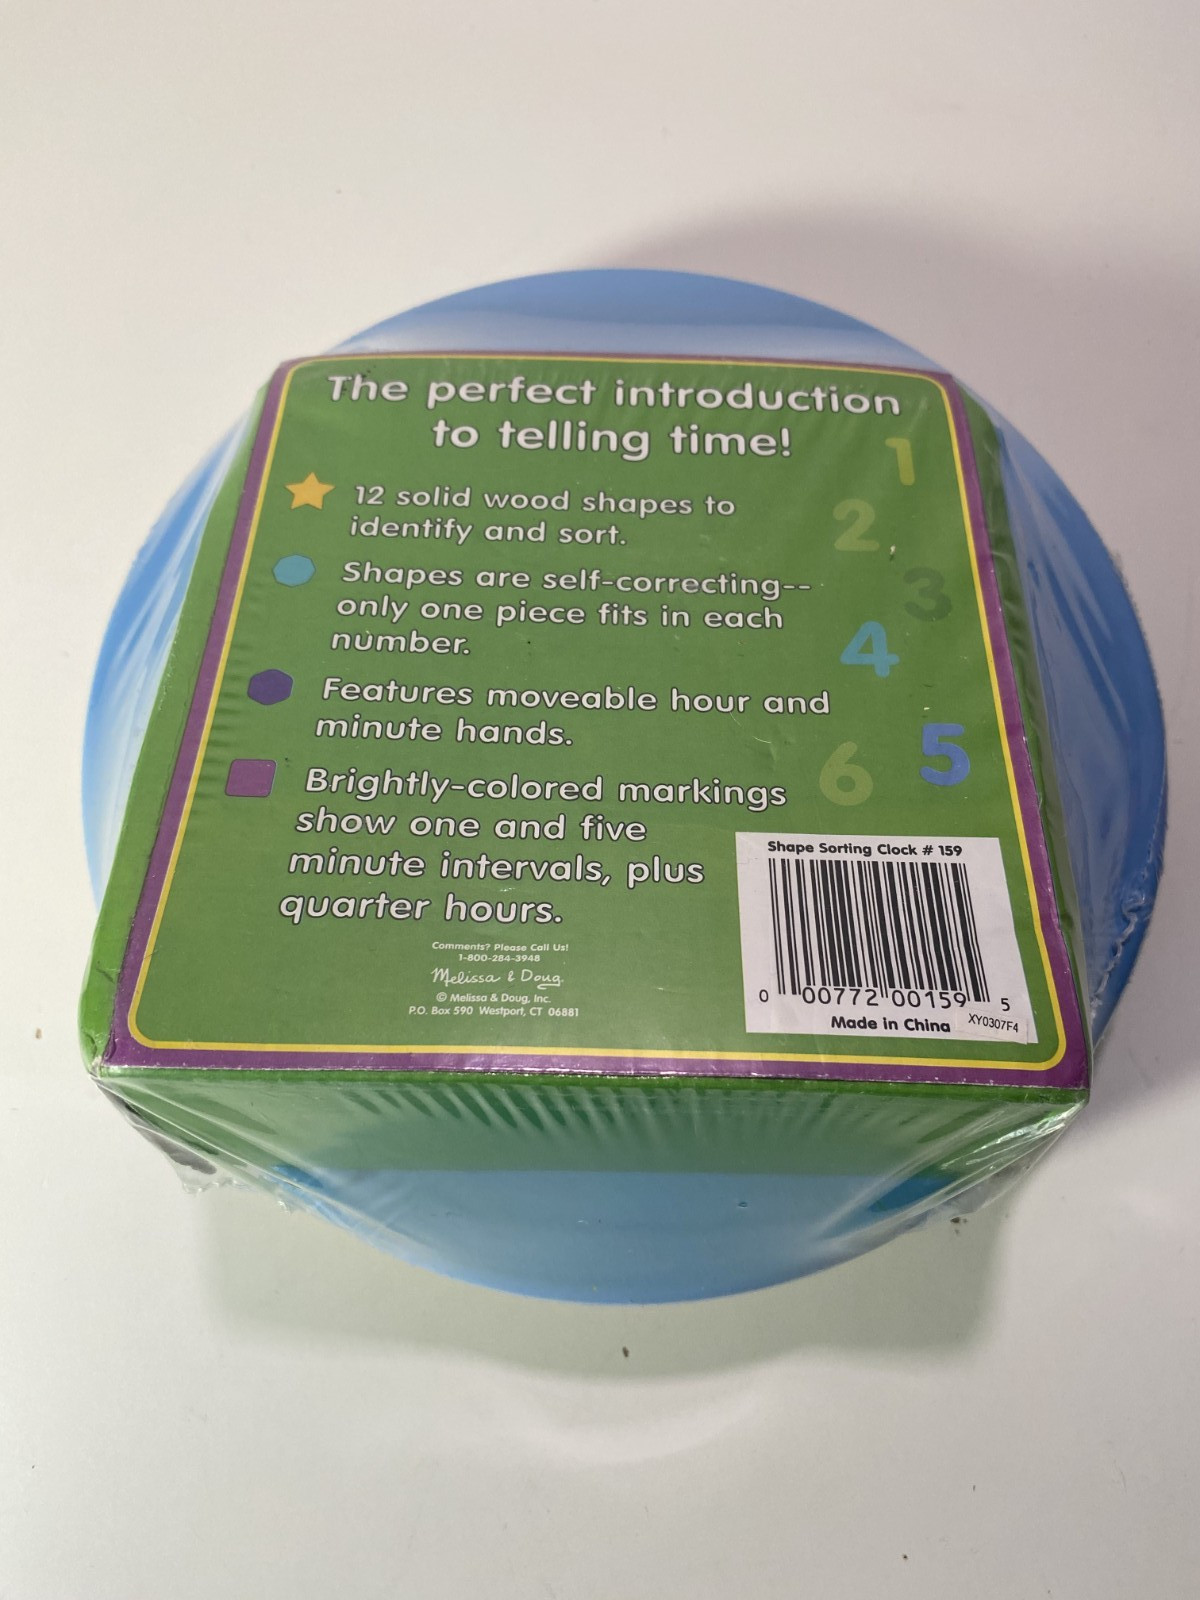 The perfect introduction
to telling time!
12 solid wood shapes to
identify and sort.
Shapes are self-correcting--
only one piece fits in each
number.
Features moveable hour and
minute hands.
Brightly-colored markings
show one and five
minute intervals, plus
quarter hours.
1
2
3
4
5
6
Comments? Please Call Us!
1-800-284-3948
Melissa & Doug
© Melissa & Doug, Inc.
P.O. Box 590 Westport, CT 06881
Shape Sorting Clock # 159
0 00772 00159 5
Made in China
XY0307F4